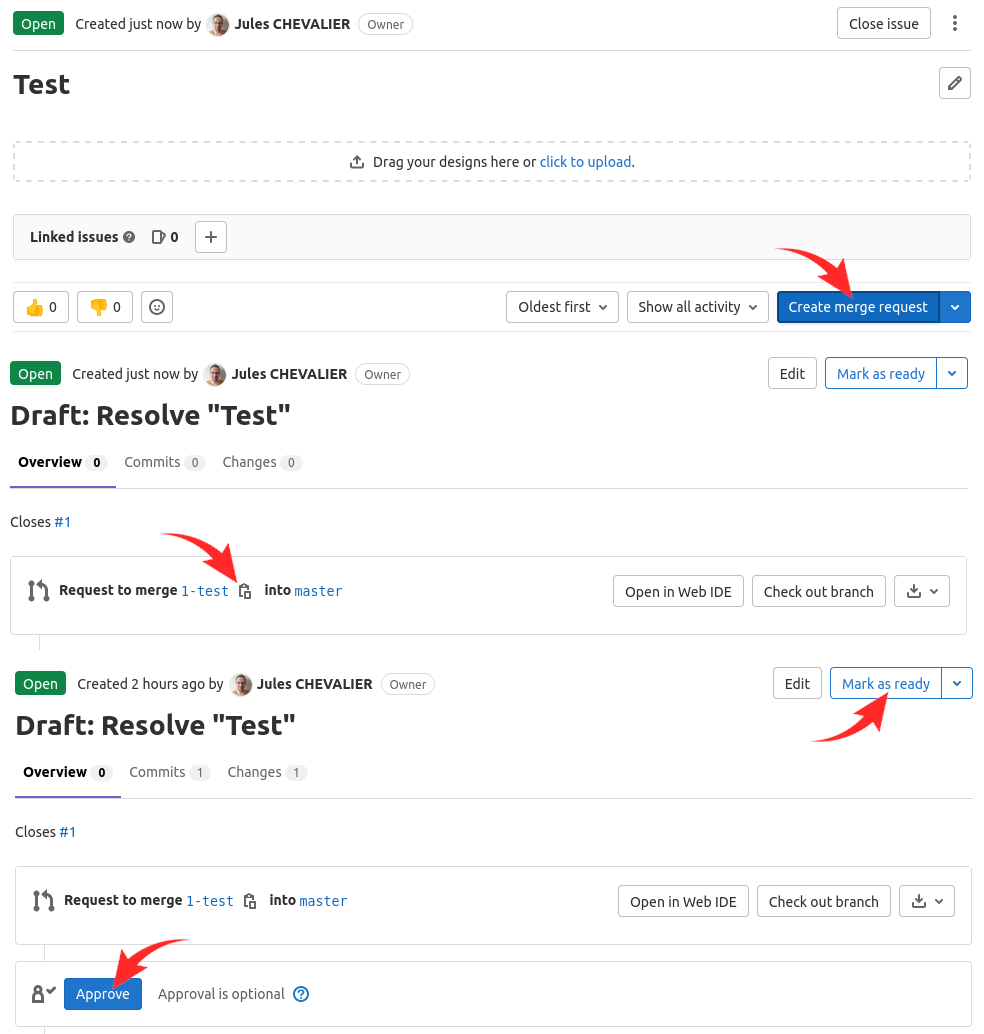 Open Created just now by Jules CHEVALIER Owner Close issue
Test
Drag your designs here or click to upload.
Linked issues 0
👍 0 👎 0 Oldest first Show all activity Create merge request
Open Created just now by Jules CHEVALIER Owner Edit Mark as ready
Draft: Resolve "Test"
Overview 0 Commits 0 Changes 0
Closes #1
Request to merge 1-test into master Open in Web IDE Check out branch
Open Created 2 hours ago by Jules CHEVALIER Owner Edit Mark as ready
Draft: Resolve "Test"
Overview 0 Commits 1 Changes 1
Closes #1
Request to merge 1-test into master Open in Web IDE Check out branch
Approve Approval is optional